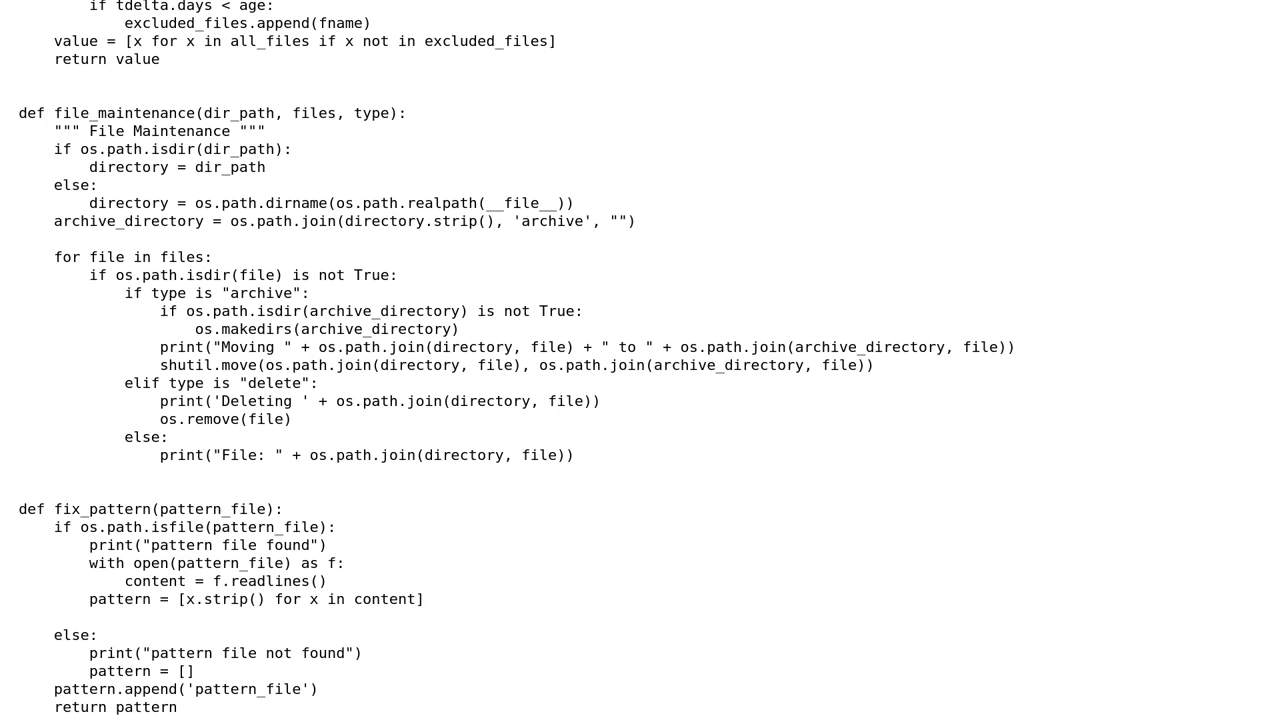 if tdelta.days < age:
            excluded_files.append(fname)
    value = [x for x in all_files if x not in excluded_files]
    return value


def file_maintenance(dir_path, files, type):
    """ File Maintenance """
    if os.path.isdir(dir_path):
        directory = dir_path
    else:
        directory = os.path.dirname(os.path.realpath(__file__))
    archive_directory = os.path.join(directory.strip(), 'archive', "")

    for file in files:
        if os.path.isdir(file) is not True:
            if type is "archive":
                if os.path.isdir(archive_directory) is not True:
                    os.makedirs(archive_directory)
                print("Moving " + os.path.join(directory, file) + " to " + os.path.join(archive_directory, file))
                shutil.move(os.path.join(directory, file), os.path.join(archive_directory, file))
            elif type is "delete":
                print('Deleting ' + os.path.join(directory, file))
                os.remove(file)
            else:
                print("File: " + os.path.join(directory, file))


def fix_pattern(pattern_file):
    if os.path.isfile(pattern_file):
        print("pattern file found")
        with open(pattern_file) as f:
            content = f.readlines()
        pattern = [x.strip() for x in content]

    else:
        print("pattern file not found")
        pattern = []
    pattern.append('pattern_file')
    return pattern